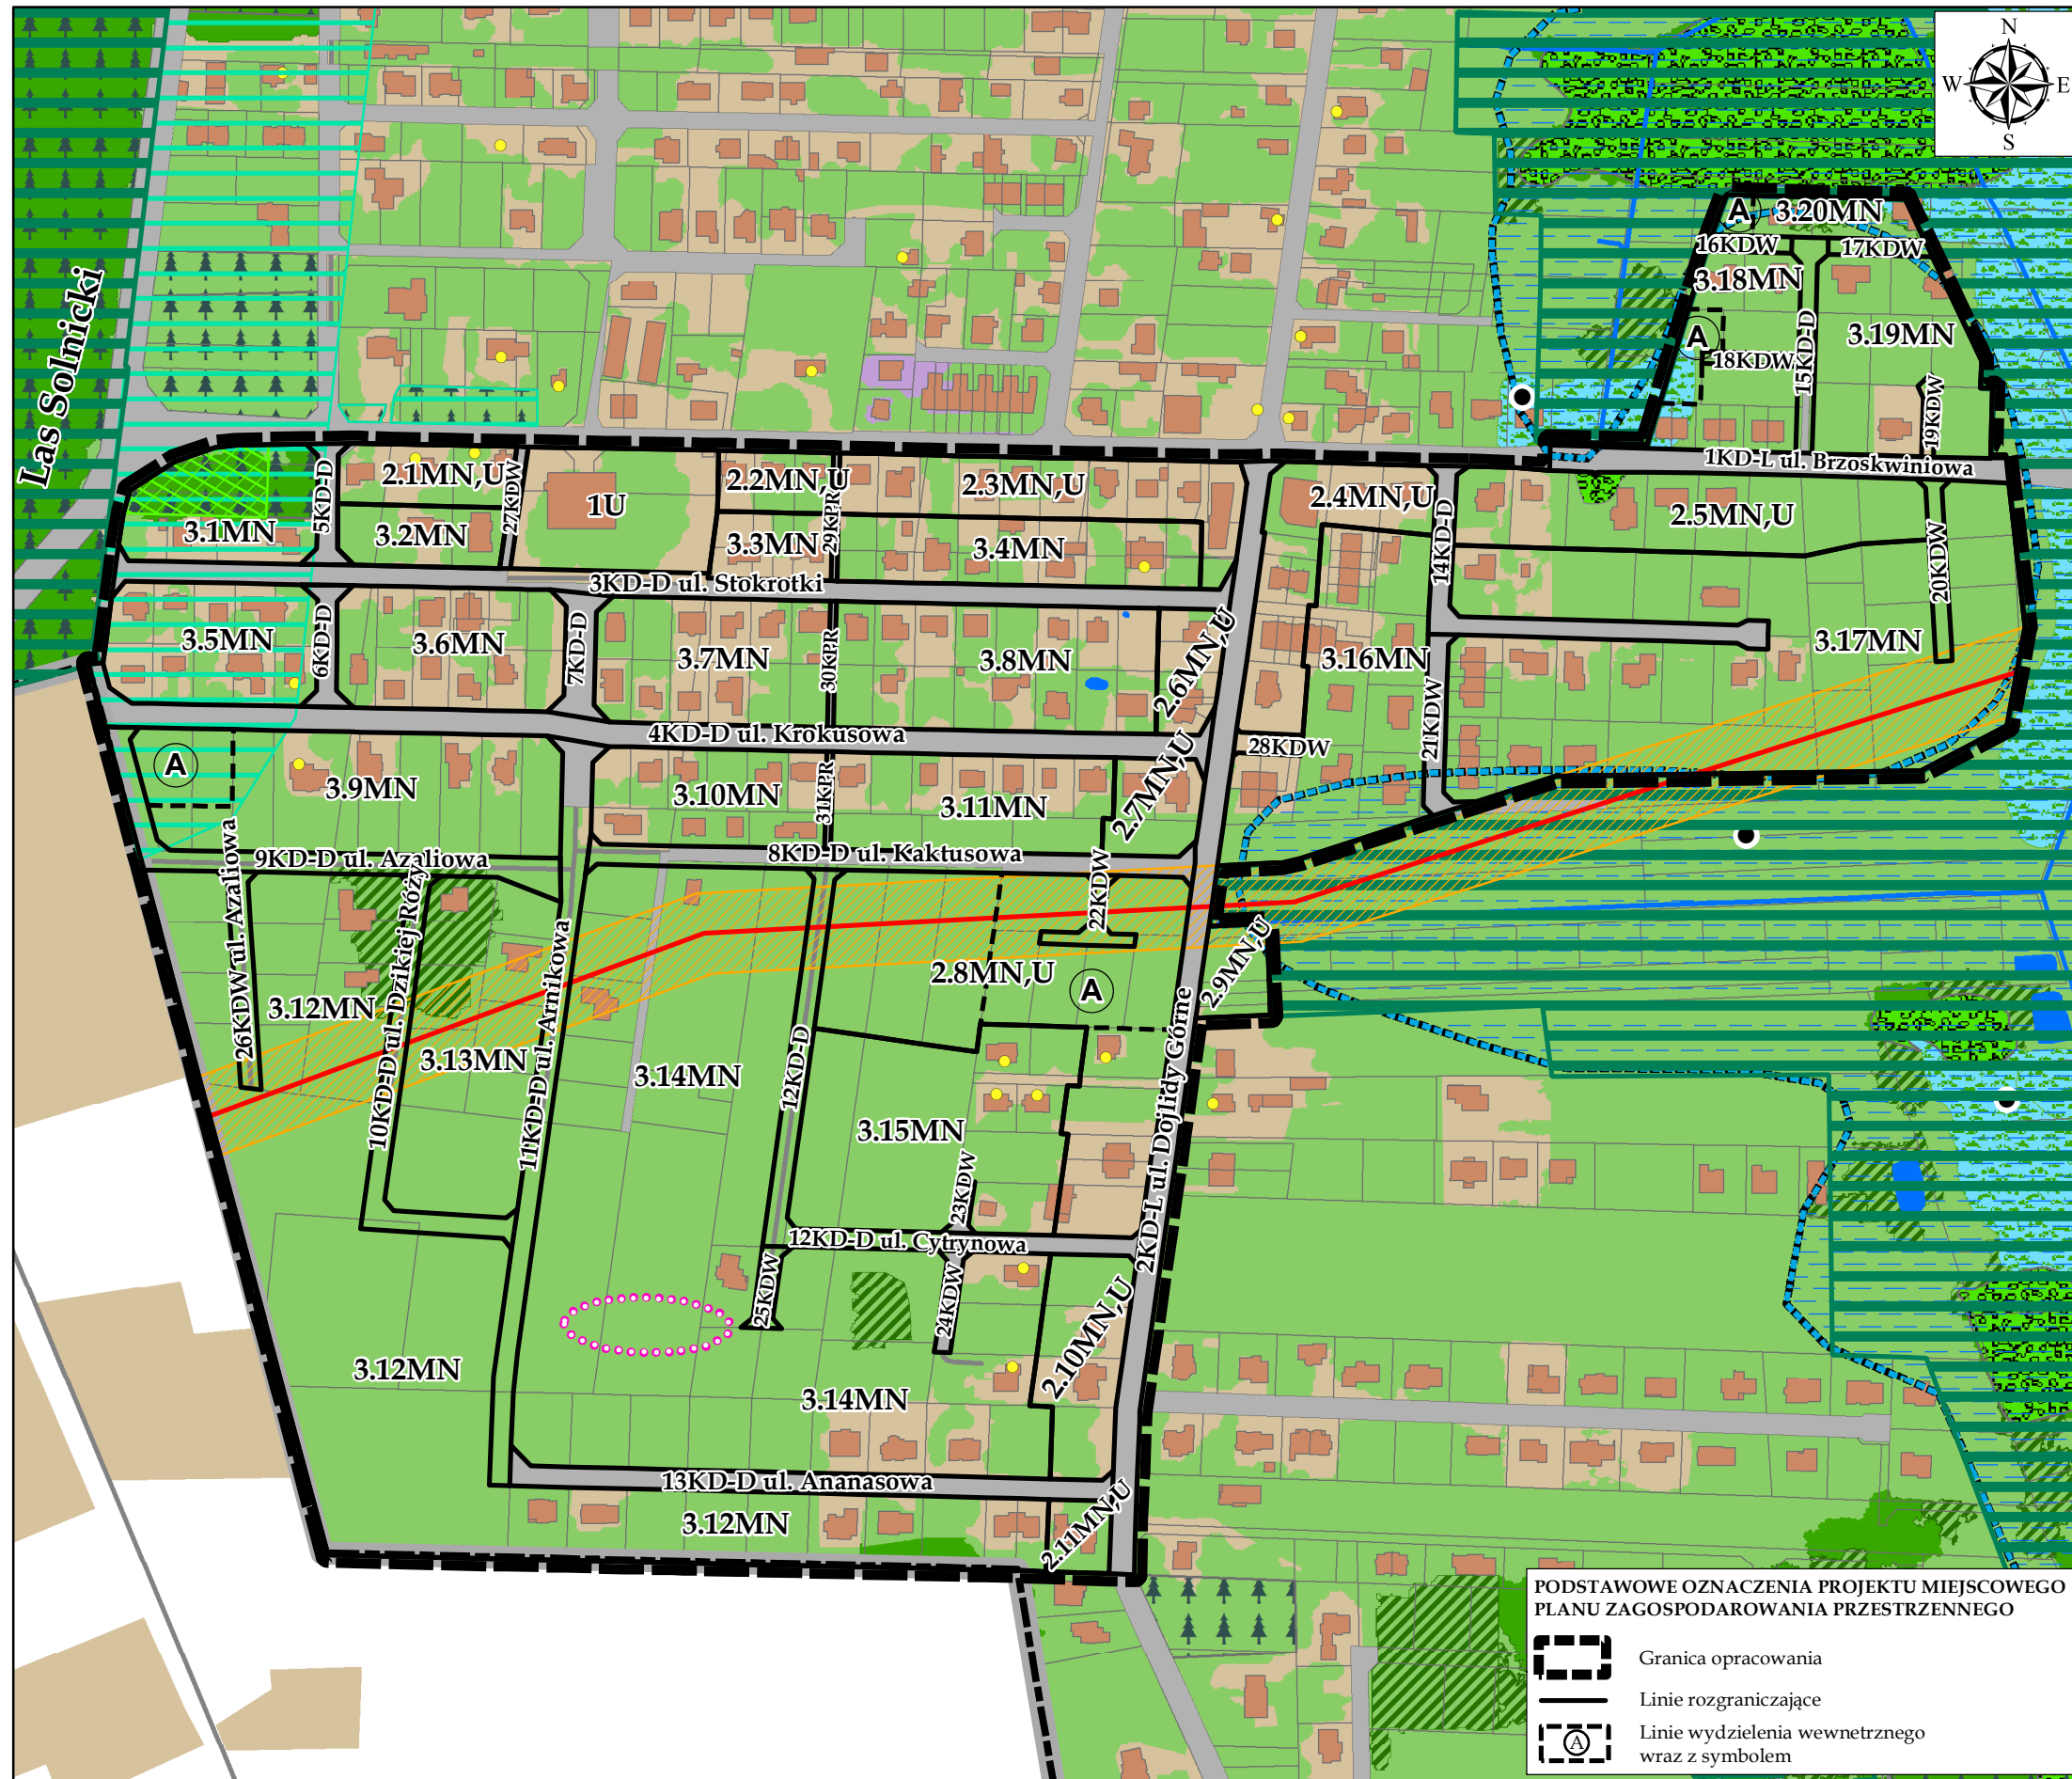 N
W
E
S
Las Solnicki
A
3.20MN
16KDW
17KDW
3.18MN
A
3.19MN
18KDW
15KD-D
19KDW
1KD-L ul. Brzoskwiniowa
2.1MN,U
27KDW
1U
2.2MN,U
29KPR
2.3MN,U
2.4MN,U
14KD-D
2.5MN,U
5KD-D
3.1MN
3.2MN
3.3MN
3.4MN
20KDW
3KD-D ul. Stokrotki
3.5MN
6KD-D
3.6MN
7KD-D
3.7MN
30KPR
3.8MN
2.6MN,U
3.16MN
3.17MN
21KDW
4KD-D ul. Krokusowa
28KDW
A
3.9MN
3.10MN
31KPR
3.11MN
2.7MN,U
9KD-D ul. Azaliowa
8KD-D ul. Kaktusowa
22KDW
26KDW ul. Azaliowa
10KD-D ul. Dzikiej Róży
11KD-D ul. Arnikowa
2.8MN,U
A
2.9MN,U
3.12MN
3.13MN
3.14MN
12KD-D
3.15MN
2KD-L ul. Dojlidy Górne
23KDW
12KD-D ul. Cytrynowa
25KDW
24KDW
2.10MN,U
3.12MN
3.14MN
13KD-D ul. Ananasowa
3.12MN
2.11MN,U
PODSTAWOWE OZNACZENIA PROJEKTU MIEJSCOWEGO
PLANU ZAGOSPODAROWANIA PRZESTRZENNEGO
Granica opracowania
Linie rozgraniczające
A
Linie wydzielenia wewnetrznego
wraz z symbolem